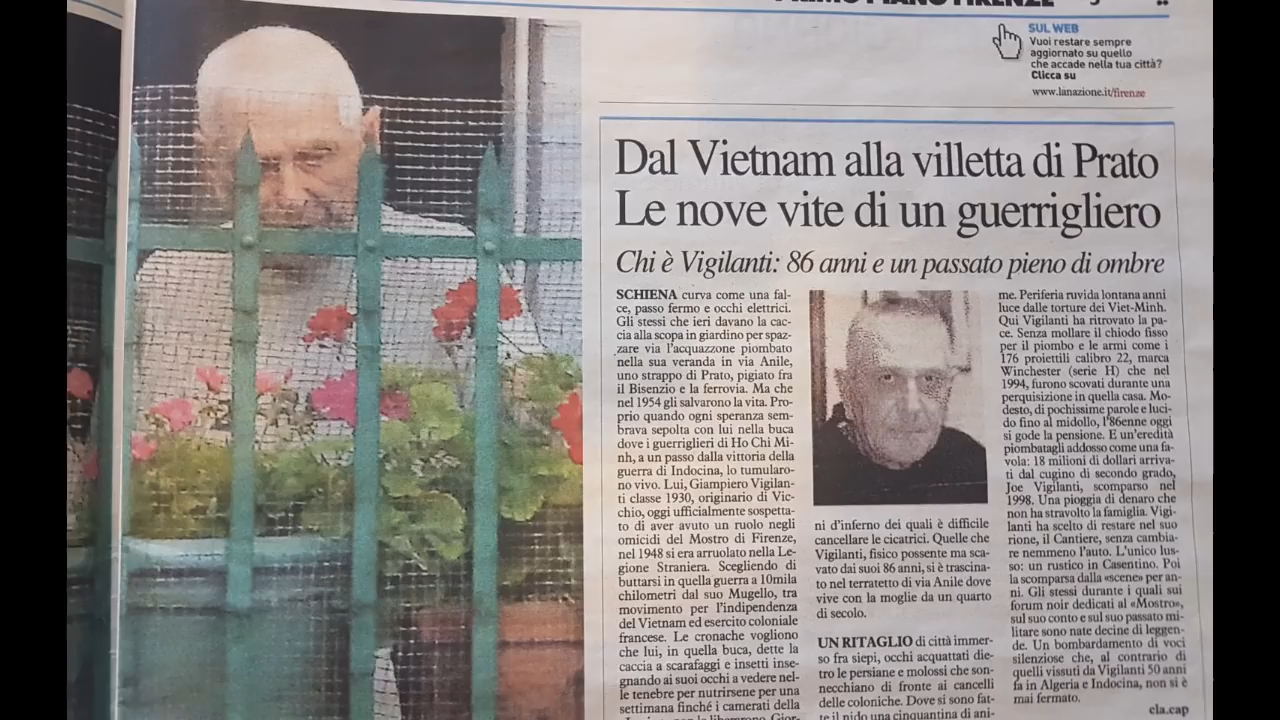 SUL WEB
Vuoi restare sempre
aggiornato su quello
che accade nella tua città?
Clicca su
www.lanazione.it/firenze
Dal Vietnam alla villetta di Prato
Le nove vite di un guerrigliero
Chi è Vigilanti: 86 anni e un passato pieno di ombre
SCHIENA curva come una fal-
ce, passo fermo e occhi elettrici.
Gli stessi che ieri davano la cac-
cia alla scopa in giardino per spaz-
zare via l'acquazzone piombato
nella sua veranda in via Anile,
uno strappo di Prato, pigiato fra
il Bisenzio e la ferrovia. Ma che
nel 1954 gli salvarono la vita. Pro-
prio quando ogni speranza sem-
brava sepolta con lui nella buca
dove i guerriglieri di Ho Chi Mi-
nh, a un passo dalla vittoria della
guerra di Indocina, lo tumularo-
no vivo. Lui, Giampiero Vigilan-
ti classe 1930, originario di Vic-
chio, oggi ufficialmente sospetta-
to di aver avuto un ruolo negli
omicidi del Mostro di Firenze,
nel 1948 si era arruolato nella Le-
gione Straniera. Scegliendo di
buttarsi in quella guerra a 10mila
chilometri dal suo Mugello, tra
movimento per l'indipendenza
del Vietnam ed esercito coloniale
francese. Le cronache vogliono
che lui, in quella buca, dette la
caccia a scarafaggi e insetti inse-
gnando ai suoi occhi a vedere nel-
le tenebre per nutrirsene per una
settimana finché i camerati della
ni d'inferno dei quali è difficile
cancellare le cicatrici. Quelle che
Vigilanti, fisico possente ma sca-
vato dai suoi 86 anni, si è trascina-
to nel terratetto di via Anile dove
vive con la moglie da un quarto
di secolo.
UN RITAGLIO di città immer-
so fra siepi, occhi acquattati die-
tro le persiane e molossi che son-
necchiano di fronte ai cancelli
delle coloniche. Dove si sono fat-
te il nido una cinquantina di ani-
me. Periferia ruvida lontana anni
luce dalle torture dei Viet-Minh.
Qui Vigilanti ha ritrovato la pa-
ce. Senza mollare il chiodo fisso
per il piombo e le armi come i
176 proiettili calibro 22, marca
Winchester (serie H) che nel
1994, furono scovati durante una
perquisizione in quella casa. Mo-
desto, di pochissime parole e luci-
do fino al midollo, l'86enne oggi
si gode la pensione. E un'eredità
piombatagli addosso come una fa-
vola: 18 milioni di dollari arriva-
ti dal cugino di secondo grado,
Joe Vigilanti, scomparso nel
1998. Una pioggia di denaro che
non ha stravolto la famiglia. Vigi-
lanti ha scelto di restare nel suo
rione, il Cantiere, senza cambia-
re nemmeno l'auto. L'unico lus-
so: un rustico in Casentino. Poi
la scomparsa dalla «scene» per an-
ni. Gli stessi durante i quali sui
forum noir dedicati al «Mostro»,
sul suo conto e sul suo passato mi-
litare sono nate decine di leggen-
de. Un bombardamento di voci
silenziose che, al contrario di
quelli vissuti da Vigilanti 50 anni
fa in Algeria e Indocina, non si è
mai fermato.
cla.cap